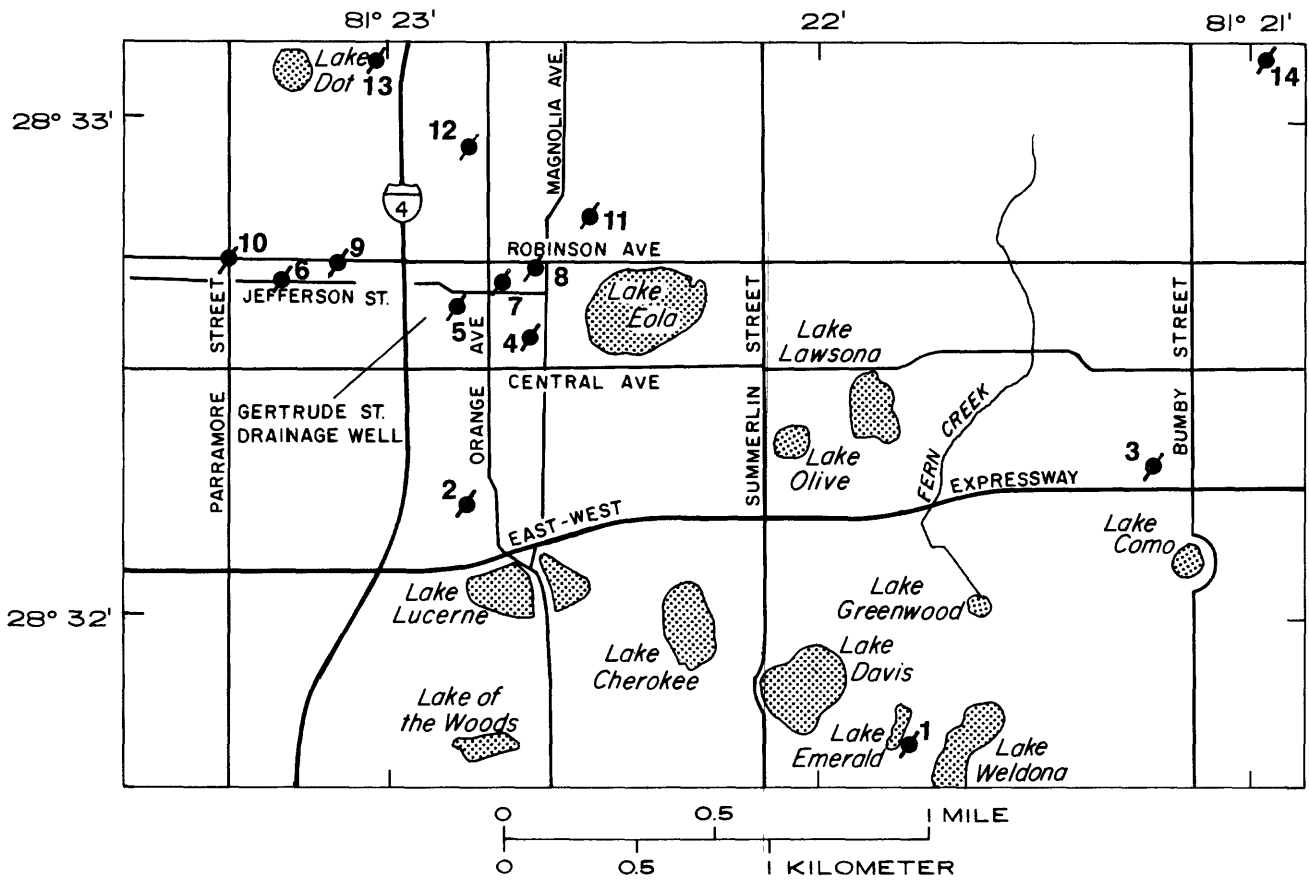 81° 23'
22'
81° 21'
Lake
Dot
13
14
28° 33'
12
MAGNOLIA AVE.
4
11
10
9
ROBINSON AVE
6
8
JEFFERSON ST.
7
Lake
Eola
5
4
STREET
AVE
STREET
STREET
Lake
Lawsona
CENTRAL AVE
GERTRUDE ST.
DRAINAGE WELL
PARRAMORE
ORANGE
SUMMERLIN
BUMBY
FERN CREEK
Lake
Olive
3
2
EAST-WEST
EXPRESSWAY
Lake
Como
Lake
Lucerne
Lake
Greenwood
28° 32'
Lake
Cherokee
Lake
Davis
Lake of
the Woods
Lake
Emerald
1
Lake
Weldona
0 0.5 1 MILE
0 0.5 1 KILOMETER